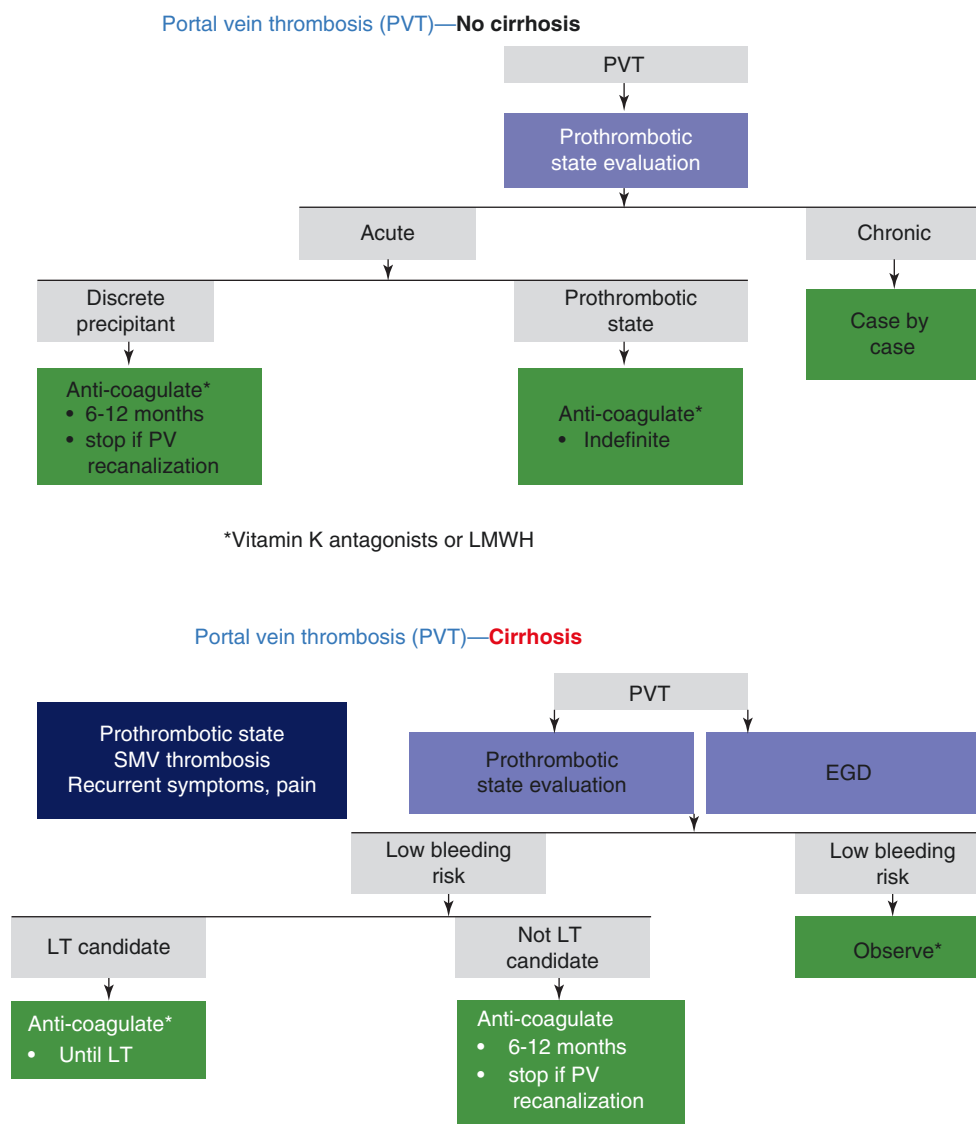 Portal vein thrombosis (PVT)—No cirrhosis
PVT
Prothrombotic
state evaluation
Acute
Chronic
Discrete
precipitant
Prothrombotic
state
Case by
case
Anti-coagulate*
• 6-12 months
• stop if PV
recanalization
Anti-coagulate*
• Indefinite
*Vitamin K antagonists or LMWH
Portal vein thrombosis (PVT)—Cirrhosis
PVT
Prothrombotic state
SMV thrombosis
Recurrent symptoms, pain
Prothrombotic
state evaluation
EGD
Low bleeding
risk
Low bleeding
risk
LT candidate
Not LT
candidate
Observe*
Anti-coagulate*
• Until LT
Anti-coagulate
• 6-12 months
• stop if PV
recanalization